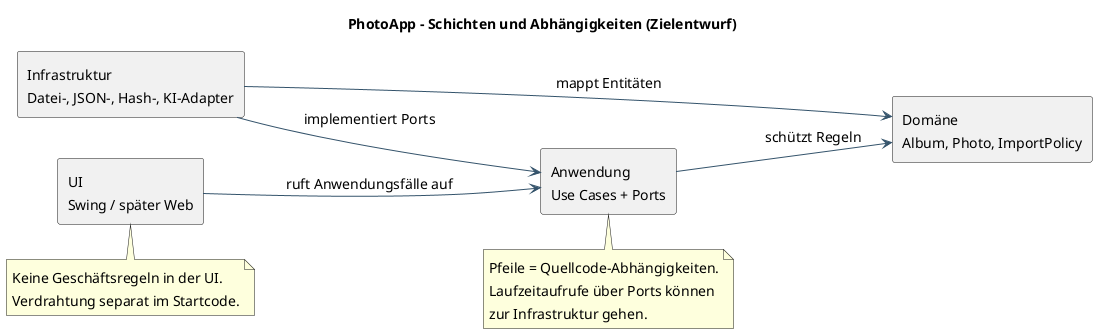 PhotoApp - Schichten und Abhängigkeiten (Zielentwurf)
Infrastruktur
Datei-, JSON-, Hash-, KI-Adapter
mappt Entitäten
implementiert Ports
Domäne
Album, Photo, ImportPolicy
schützt Regeln
UI
Swing / später Web
ruft Anwendungsfälle auf
Anwendung
Use Cases + Ports
Keine Geschäftsregeln in der UI.
Verdrahtung separat im Startcode.
Pfeile = Quellcode-Abhängigkeiten.
Laufzeitaufrufe über Ports können
zur Infrastruktur gehen.